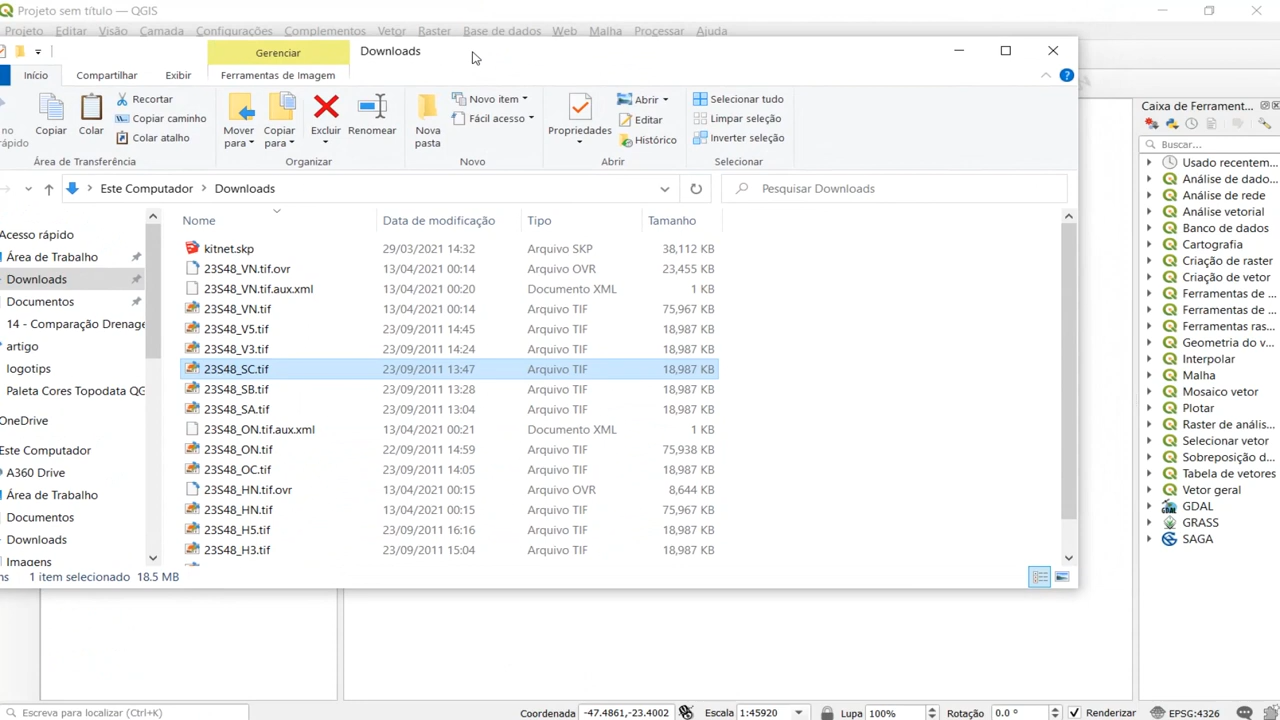 Projeto sem título — QGIS
Projeto Editar Visão Camada Configurações Complementos Vetor Raster Base de dados Web Malha Processar Ajuda
Gerenciar
Downloads
Início
Compartilhar
Exibir
Ferramentas de Imagem
no
rápido
Copiar
Colar
Recortar
Copiar caminho
Colar atalho
Área de Transferência
Mover
para
Copiar
para
Excluir
Renomear
Organizar
Nova
pasta
Novo item
Fácil acesso
Novo
Propriedades
Abrir
Editar
Histórico
Abrir
Selecionar tudo
Limpar seleção
Inverter seleção
Selecionar
Este Computador
Downloads
Pesquisar Downloads
Nome
Data de modificação
Tipo
Tamanho
kitnet.skp 29/03/2021 14:32 Arquivo SKP 38,112 KB
23S48_VN.tif.ovr 13/04/2021 00:14 Arquivo OVR 23,455 KB
23S48_VN.tif.aux.xml 13/04/2021 00:20 Documento XML 1 KB
23S48_VN.tif 13/04/2021 00:14 Arquivo TIF 75,967 KB
23S48_V5.tif 23/09/2011 14:45 Arquivo TIF 18,987 KB
23S48_V3.tif 23/09/2011 14:24 Arquivo TIF 18,987 KB
23S48_SC.tif 23/09/2011 13:47 Arquivo TIF 18,987 KB
23S48_SB.tif 23/09/2011 13:28 Arquivo TIF 18,987 KB
23S48_SA.tif 23/09/2011 13:04 Arquivo TIF 18,987 KB
23S48_ON.tif.aux.xml 13/04/2021 00:21 Documento XML 1 KB
23S48_ON.tif 22/09/2011 14:59 Arquivo TIF 75,938 KB
23S48_OC.tif 23/09/2011 14:05 Arquivo TIF 18,987 KB
23S48_HN.tif.ovr 13/04/2021 00:15 Arquivo OVR 8,644 KB
23S48_HN.tif 13/04/2021 00:15 Arquivo TIF 75,967 KB
23S48_H5.tif 23/09/2011 16:16 Arquivo TIF 18,987 KB
23S48_H3.tif 23/09/2011 15:04 Arquivo TIF 18,987 KB
Acesso rápido
Área de Trabalho
Downloads
Documentos
14 - Comparação Drenage
artigo
logotips
Paleta Cores Topodata QG
OneDrive
Este Computador
A360 Drive
Área de Trabalho
Documentos
Downloads
Imagens
ns 1 item selecionado 18.5 MB
Caixa de Ferrament...
Buscar...
Usado recentem...
Análise de dado...
Análise de rede
Análise vetorial
Banco de dados
Cartografia
Criação de raster
Criação de vetor
Ferramentas de ...
Ferramentas de ...
Ferramentas ras...
Geometria do v...
Interpolar
Malha
Mosaico vetor
Plotar
Raster de anális...
Selecionar vetor
Sobreposição d...
Tabela de vetores
Vetor geral
GDAL
GRASS
SAGA
Escreva para localizar (Ctrl+K)
Coordenada -47.4861,-23.4002 Escala 1:45920 Lupa 100% Rotação 0.0 ° Renderizar EPSG:4326